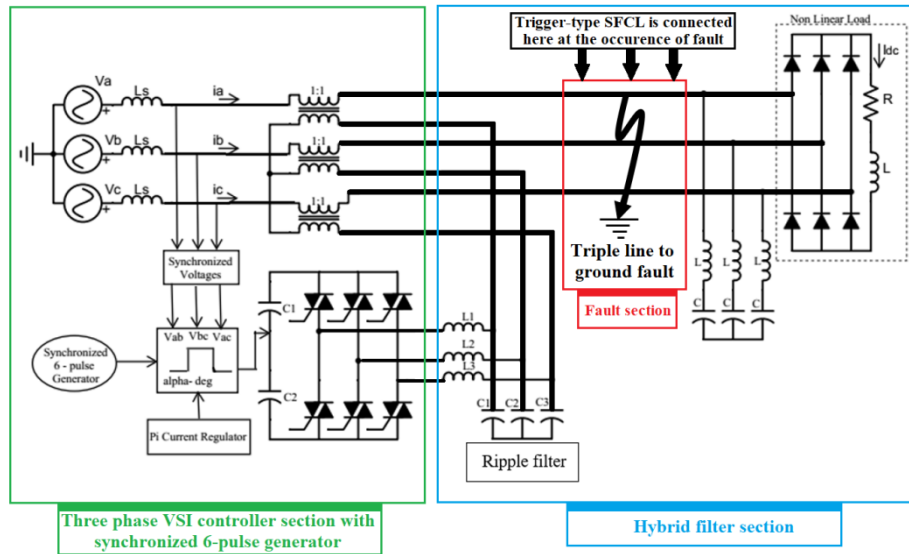 Trigger-type SFCL is connected
here at the occurence of fault
Non Linear Load
Idc
R
L
Va
Ls
ia
1:1
Vb
Ls
ib
1:1
Vc
Ls
ic
1:1
Synchronized
Voltages
Vab
Vbc
Vac
Synchronized
6 - pulse
Generator
alpha- deg
Pi Current Regulator
C1
C2
L1
L2
L3
C1
C2
C3
Ripple filter
Triple line to
ground fault
Fault section
L
L
L
C
C
C
Three phase VSI controller section with
synchronized 6-pulse generator
Hybrid filter section